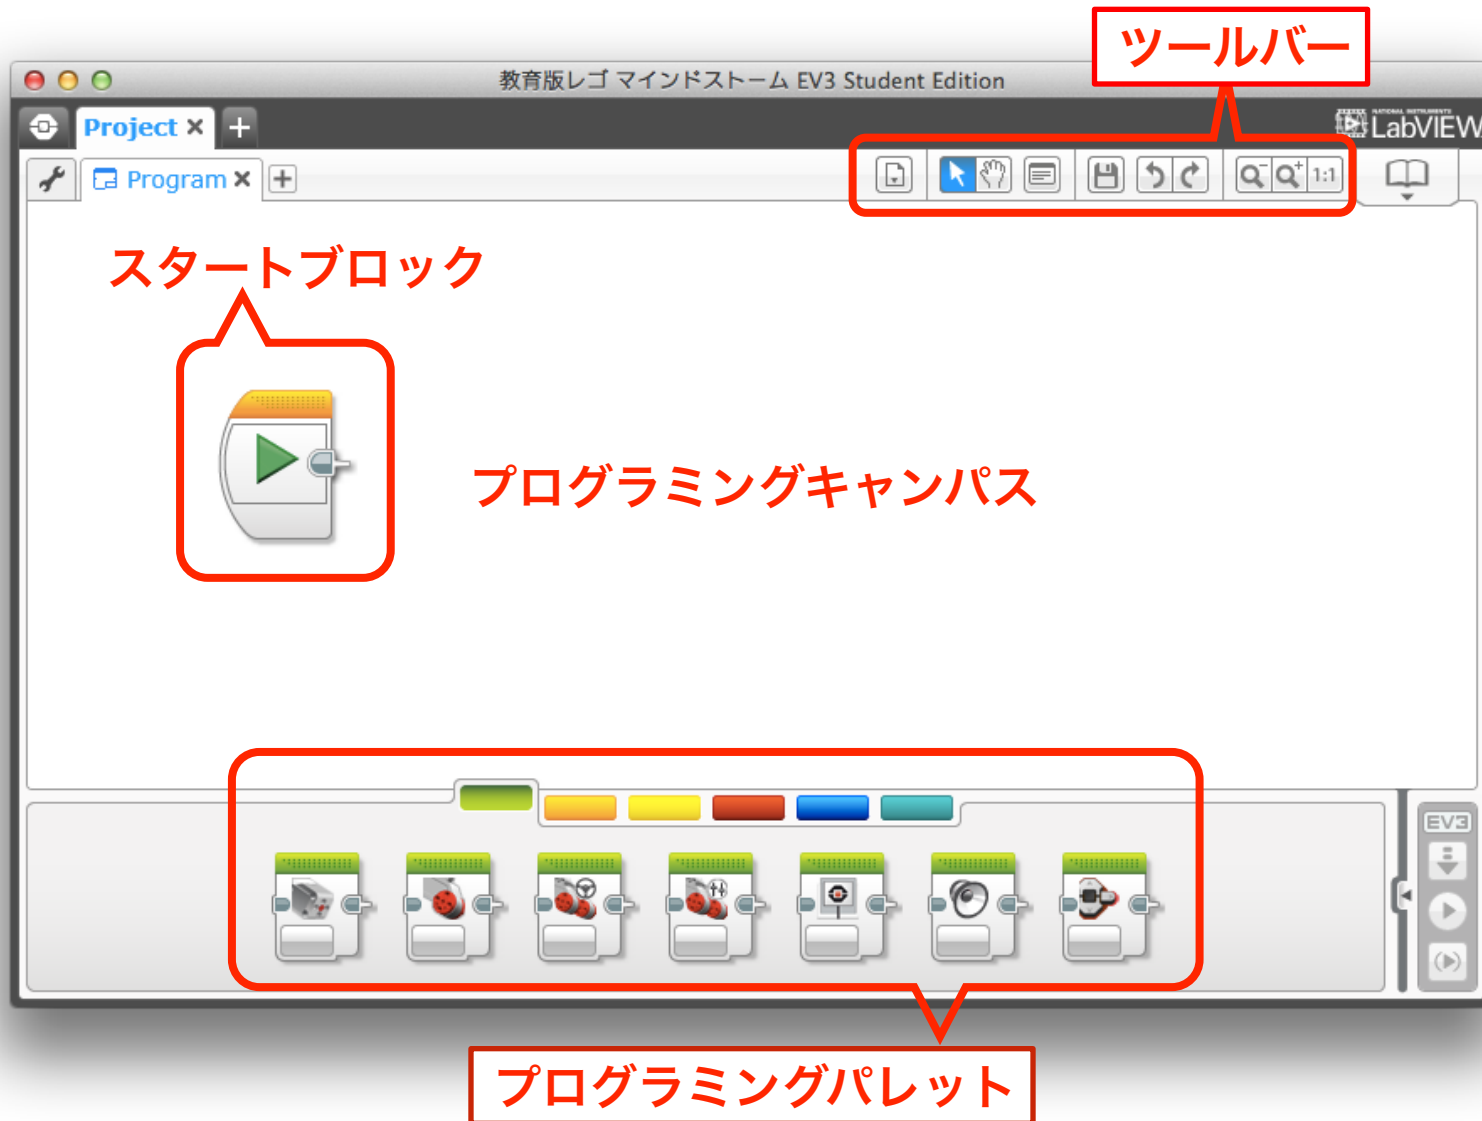 ツールバー
教育版レゴ マインドストーム EV3 Student Edition
Project
NATIONAL INSTRUMENTS
LabVIEW
Program
1:1
スタートブロック
プログラミングキャンパス
EV3
プログラミングパレット